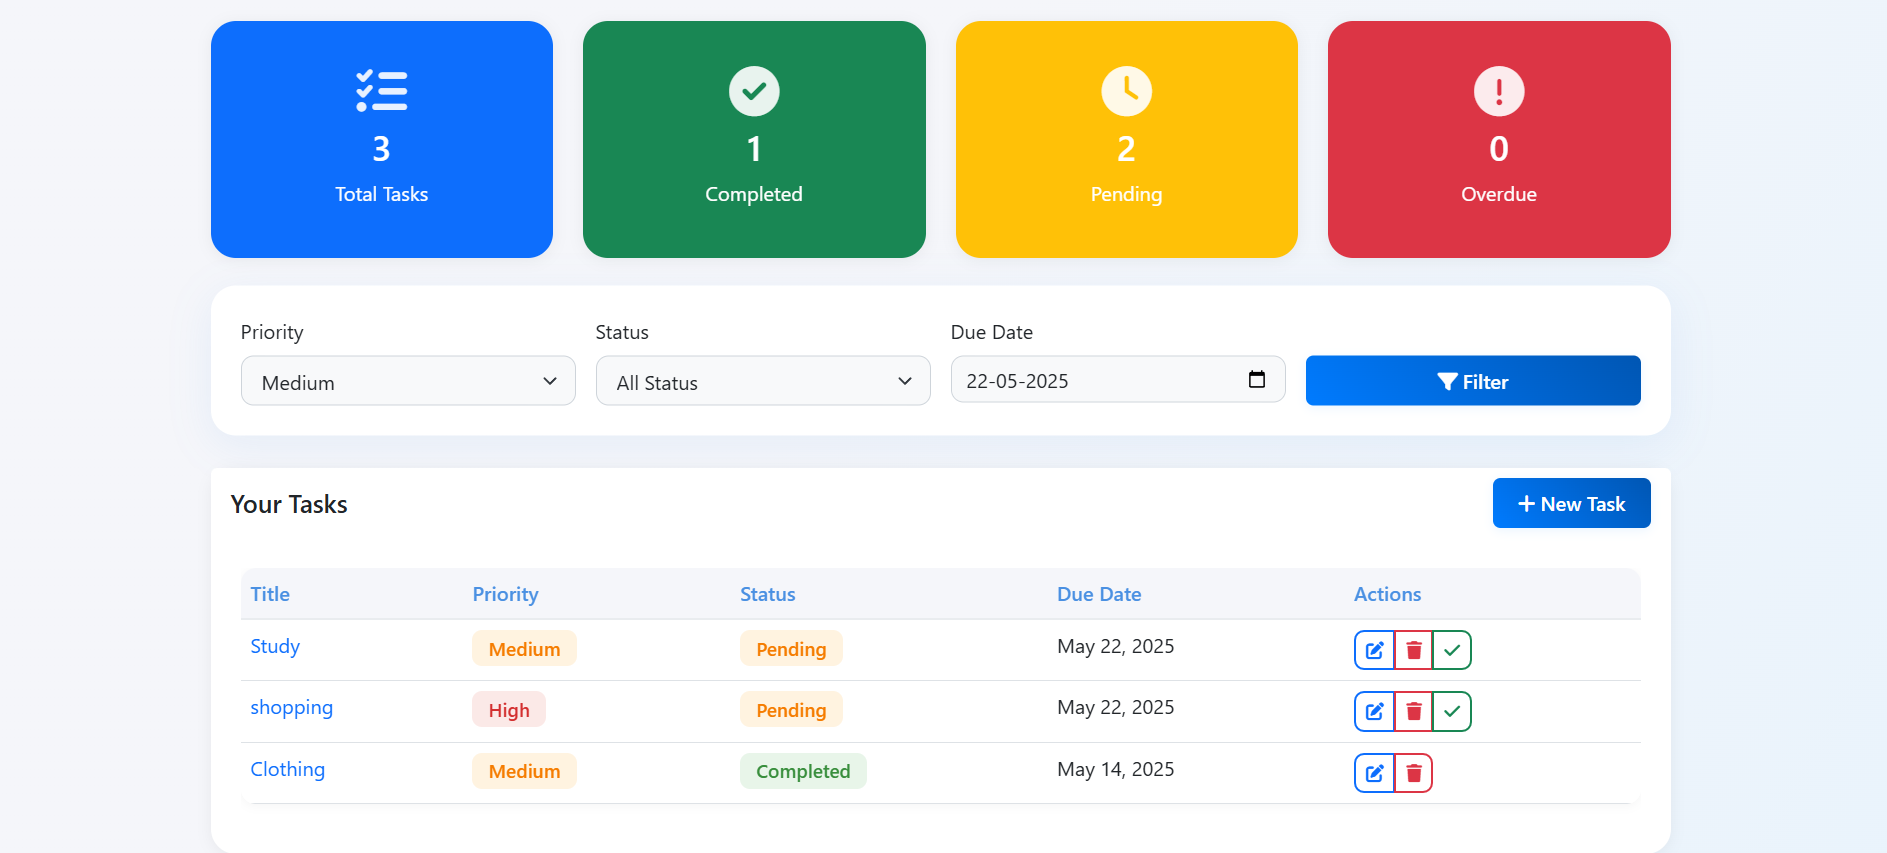 3
Total Tasks
1
Completed
2
Pending
0
Overdue
Priority
Medium
Status
All Status
Due Date
22-05-2025
Filter
Your Tasks
New Task
Title Priority Status Due Date Actions
Study Medium Pending May 22, 2025
shopping High Pending May 22, 2025
Clothing Medium Completed May 14, 2025